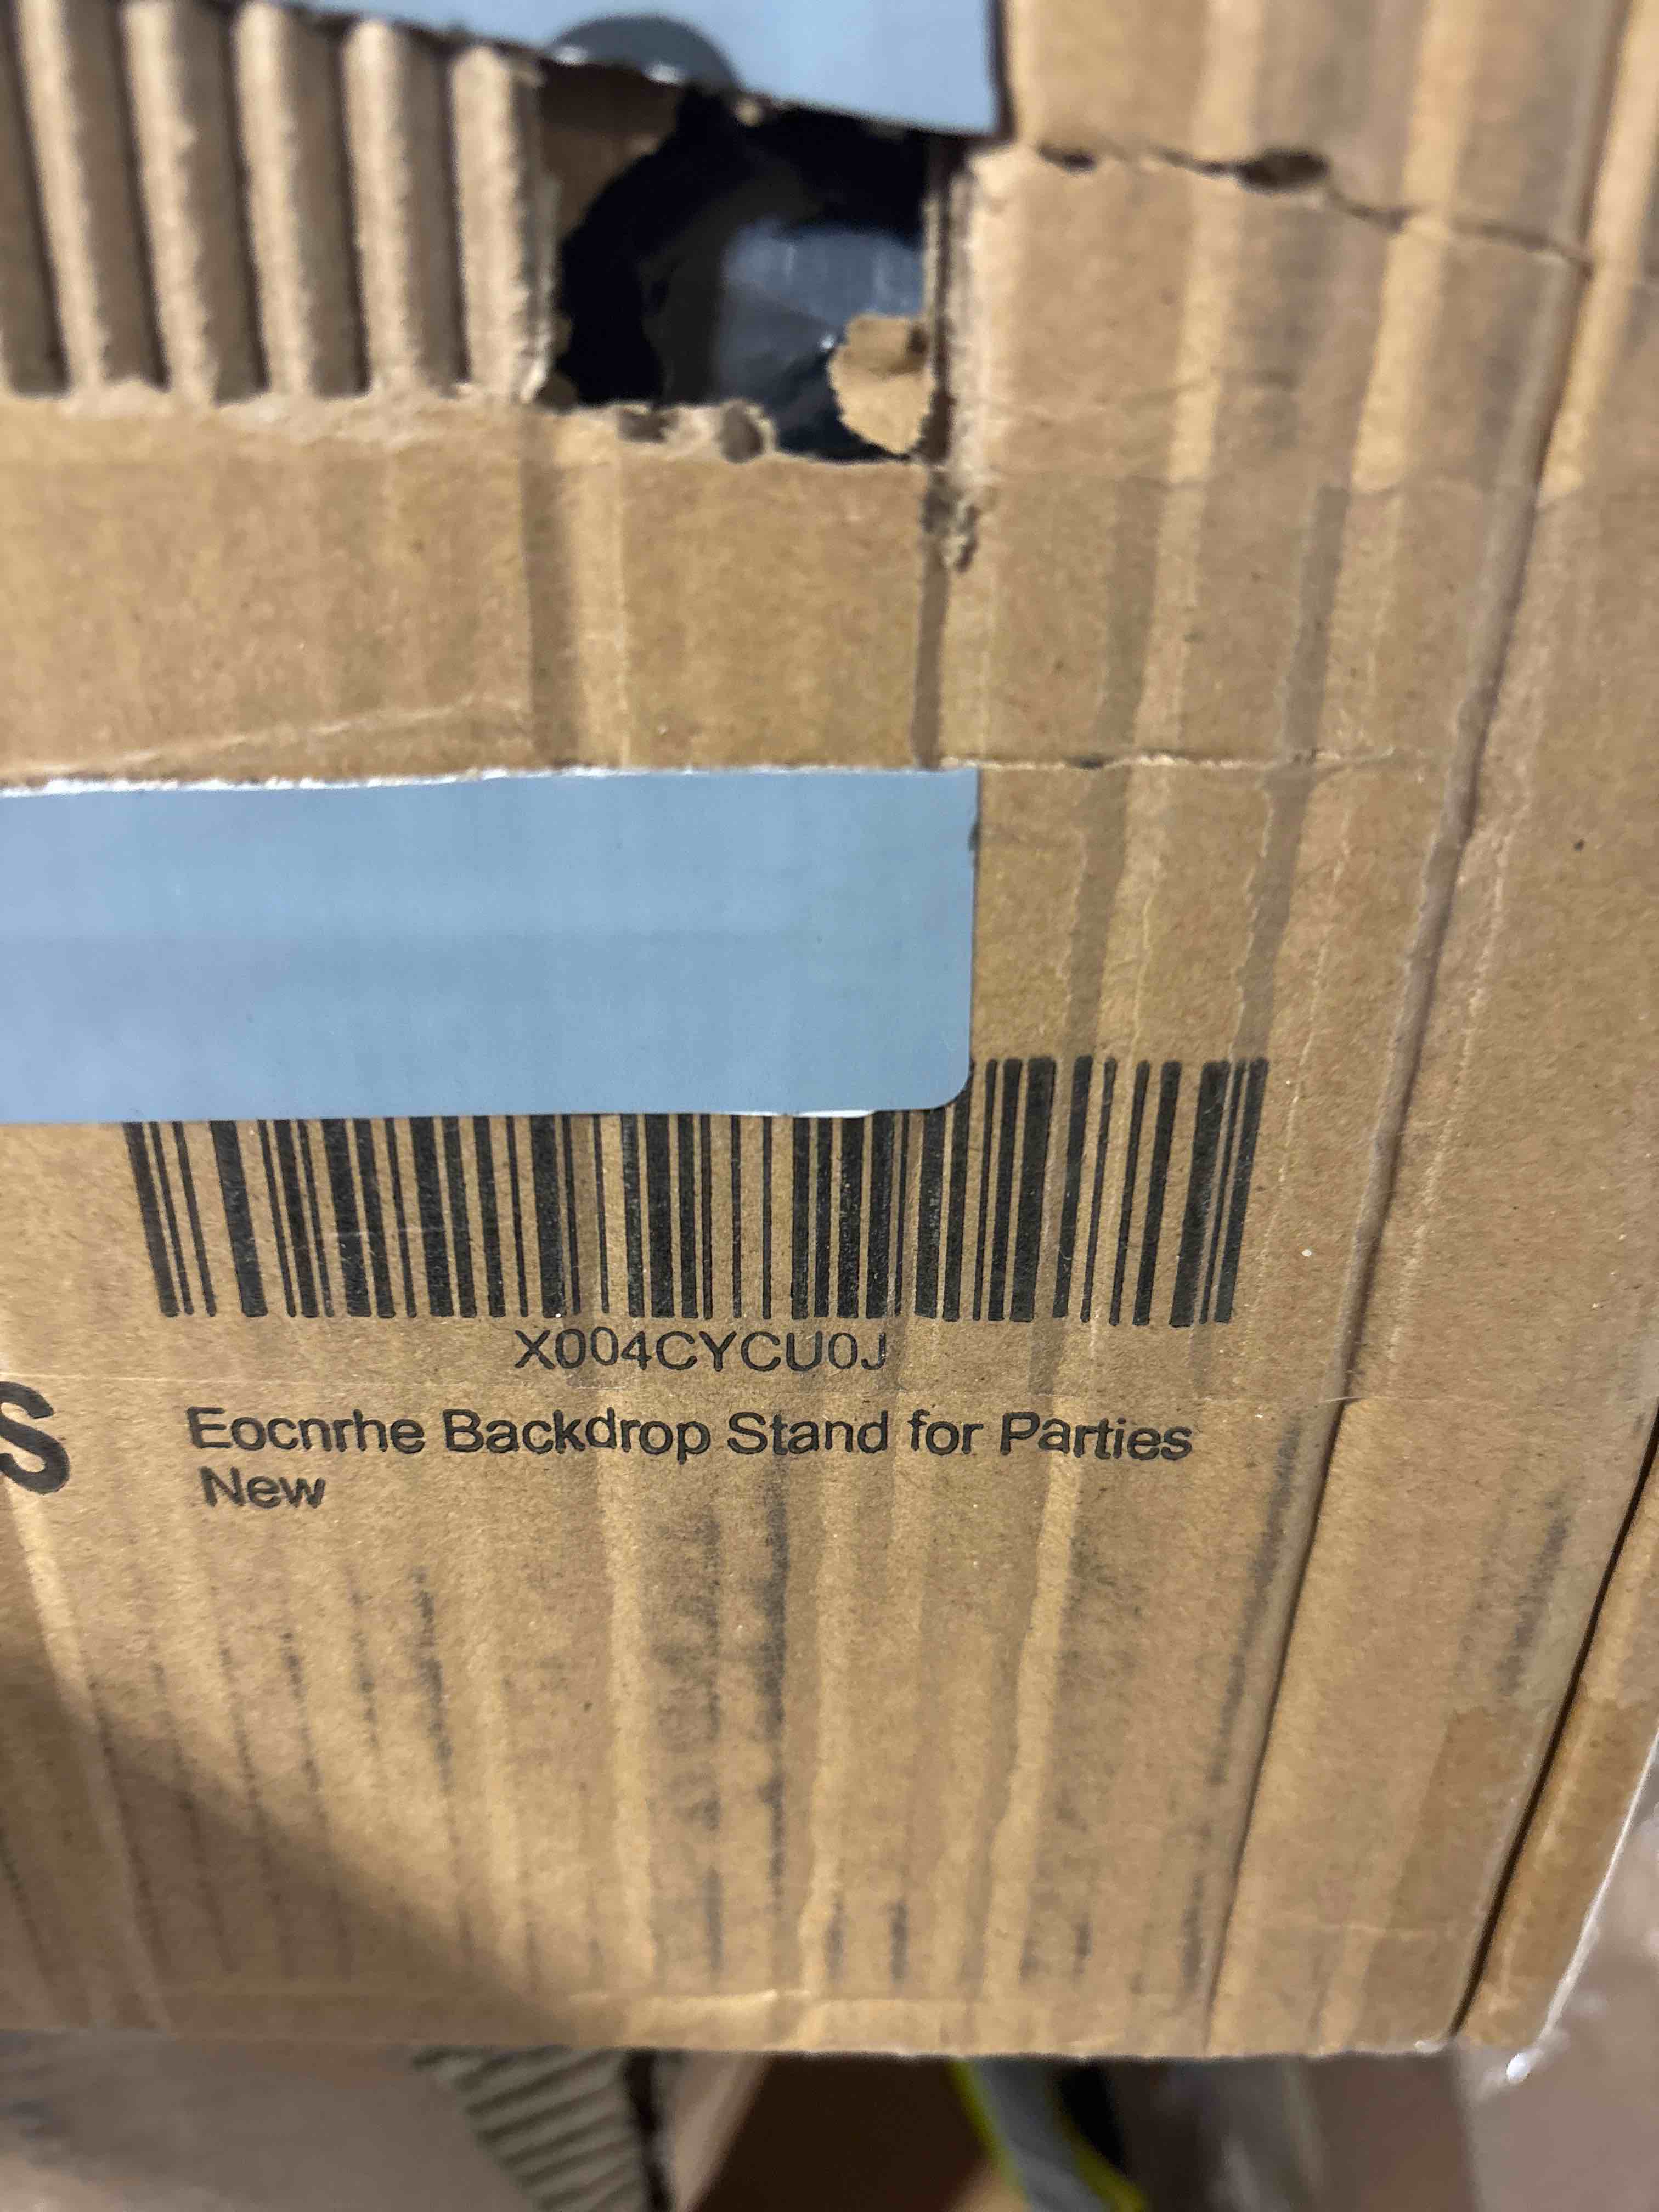 X004CYCU0J
S
Eocnrhe Backdrop Stand for Parties
New